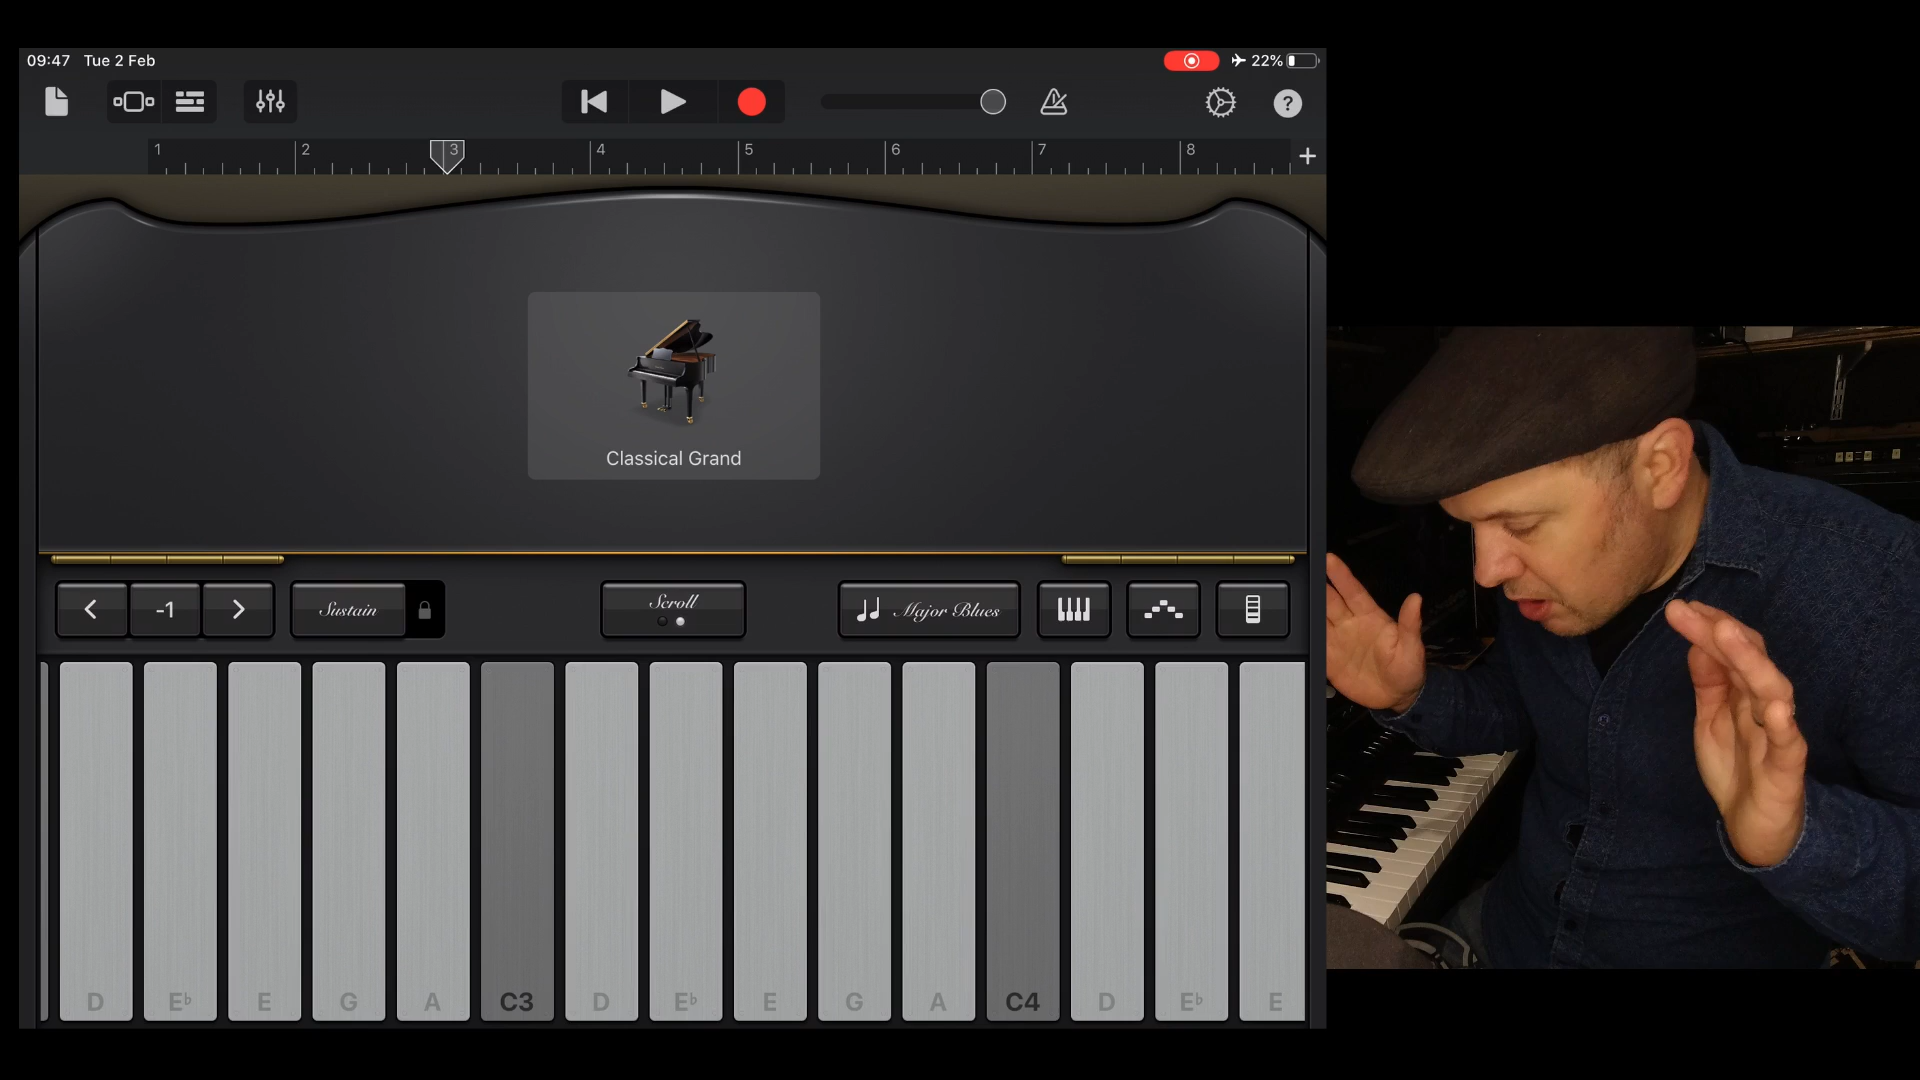 09:47 Tue 2 Feb 22%
?
1 2 3 4 5 6 7 8 +
Classical Grand
-1 Sustain Scroll Major Blues
D E♭ E G A C3 D E♭ E G A C4 D E♭ E